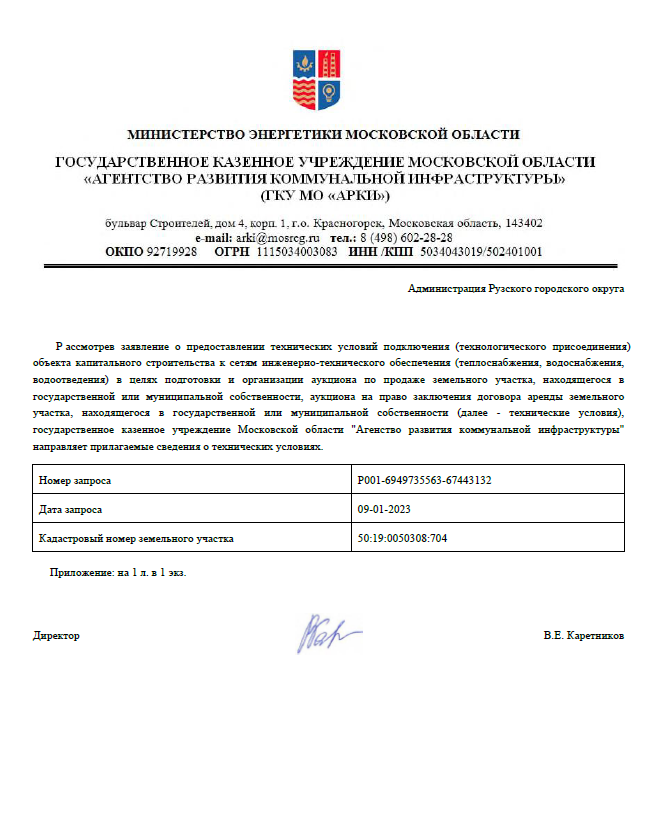 МИНИСТЕРСТВО ЭНЕРГЕТИКИ МОСКОВСКОЙ ОБЛАСТИ
ГОСУДАРСТВЕННОЕ КАЗЕННОЕ УЧРЕЖДЕНИЕ МОСКОВСКОЙ ОБЛАСТИ
«АГЕНТСТВО РАЗВИТИЯ КОММУНАЛЬНОЙ ИНФРАСТРУКТУРЫ»
(ГКУ МО «АРКИ»)
бульвар Строителей, дом 4, корп. 1, г.о. Красногорск, Московская область, 143402
e-mail: arki@mosreg.ru тел.: 8 (498) 602-28-28
ОКПО 92719928 ОГРН 1115034003083 ИНН /КПП 5034043019/502401001
Администрация Рузского городского округа
Рассмотрев заявление о предоставлении технических условий подключения (технологического присоединения)
объекта капитального строительства к сетям инженерно-технического обеспечения (теплоснабжения, водоснабжения,
водоотведения) в целях подготовки и организации аукциона по продаже земельного участка, находящегося в
государственной или муниципальной собственности, аукциона на право заключения договора аренды земельного
участка, находящегося в государственной или муниципальной собственности (далее - технические условия),
государственное казенное учреждение Московской области "Агенство развития коммунальной инфраструктуры"
направляет прилагаемые сведения о технических условиях.
Номер запроса P001-6949735563-67443132
Дата запроса 09-01-2023
Кадастровый номер земельного участка 50:19:0050308:704
Приложение: на 1 л. в 1 экз.
Директор В.Е. Каретников